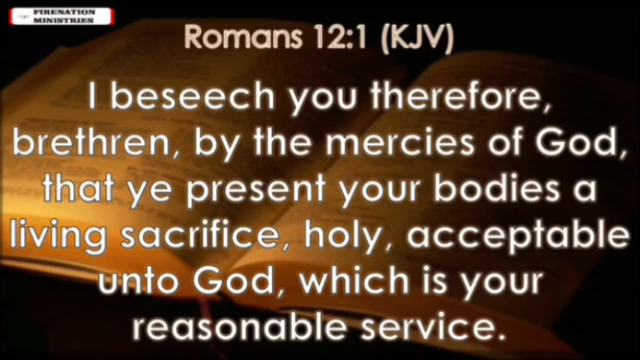 FIRENATION
MINISTRIES
Romans 12:1 (KJV)
I beseech you therefore,
brethren, by the mercies of God,
that ye present your bodies a
living sacrifice, holy, acceptable
unto God, which is your
reasonable service.